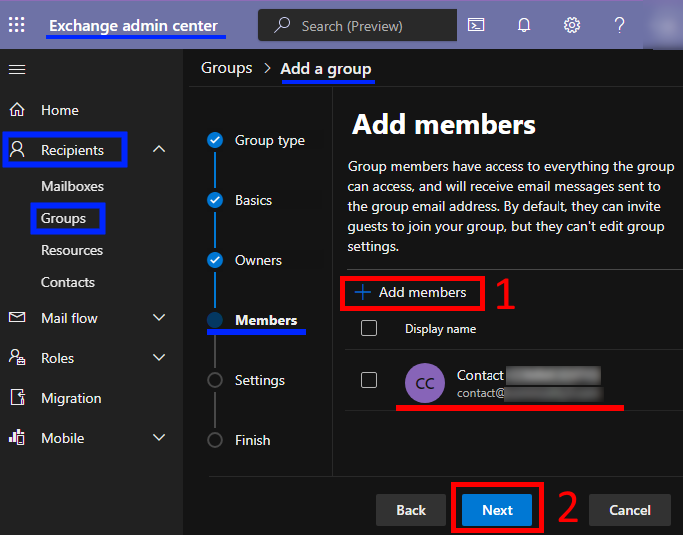 Exchange admin center
Search (Preview)
Groups > Add a group
Home
Recipients
Mailboxes
Groups
Resources
Contacts
Mail flow
Roles
Migration
Mobile
Group type
Basics
Owners
Members
Settings
Finish
Add members
Group members have access to everything the group
can access, and will receive email messages sent to
the group email address. By default, they can invite
guests to join your group, but they can't edit group
settings.
+ Add members 1
Display name
CC
Contact
contact@
Back
Next
2
Cancel